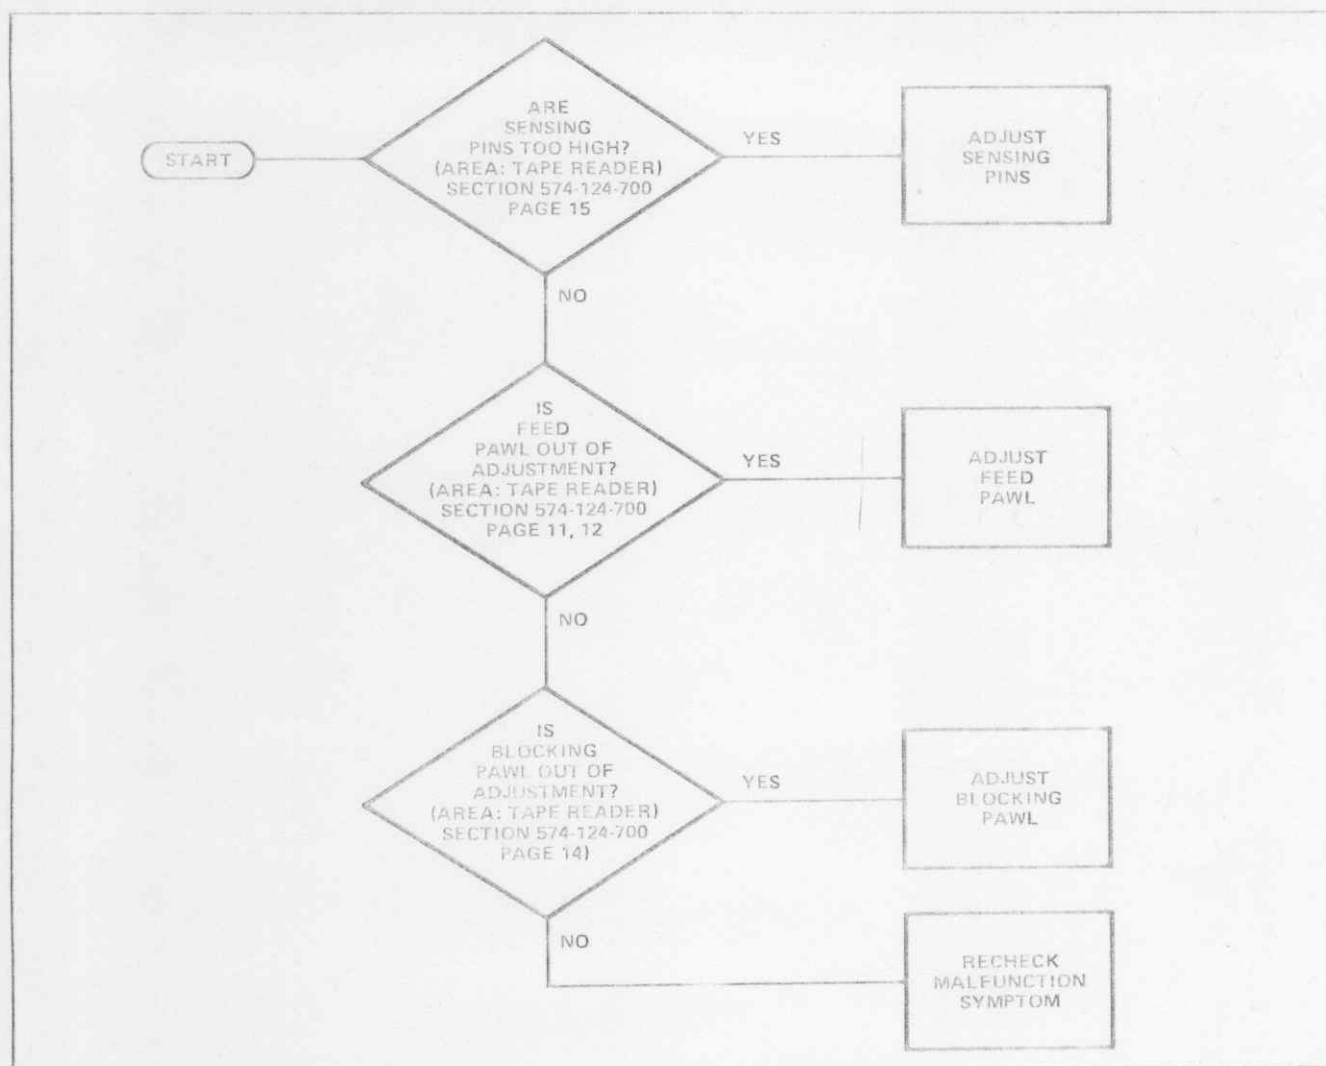 START
ARE
SENSING
PINS TOO HIGH?
(AREA: TAPE READER)
SECTION 574-124-700
PAGE 15
YES
ADJUST
SENSING
PINS
NO
IS
FEED
PAWL OUT OF
ADJUSTMENT?
(AREA: TAPE READER)
SECTION 574-124-700
PAGE 11, 12
YES
ADJUST
FEED
PAWL
NO
IS
BLOCKING
PAWL OUT OF
ADJUSTMENT?
(AREA: TAPE READER)
SECTION 574-124-700
PAGE 14)
YES
ADJUST
BLOCKING
PAWL
NO
RECHECK
MALFUNCTION
SYMPTOM